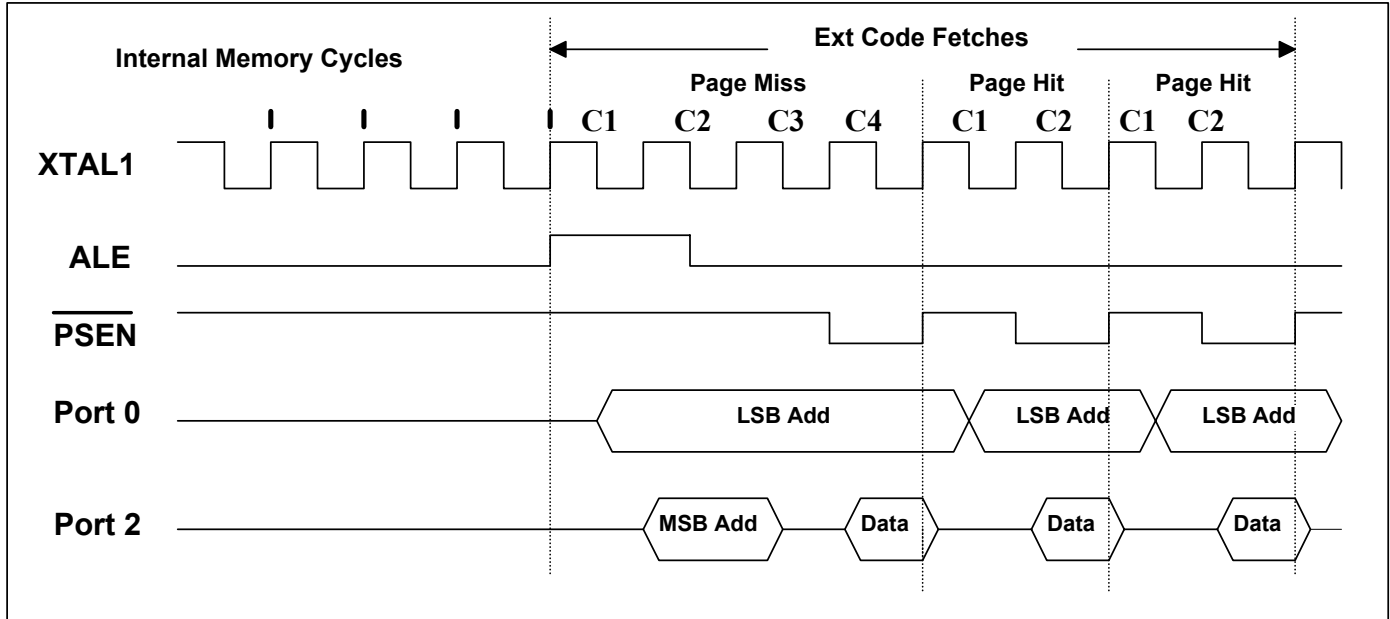 Ext Code Fetches
Internal Memory Cycles
Page Miss Page Hit Page Hit
C1 C2 C3 C4 C1 C2 C1 C2
XTAL1
ALE
PSEN
Port 0 LSB Add LSB Add LSB Add
Port 2 MSB Add Data Data Data